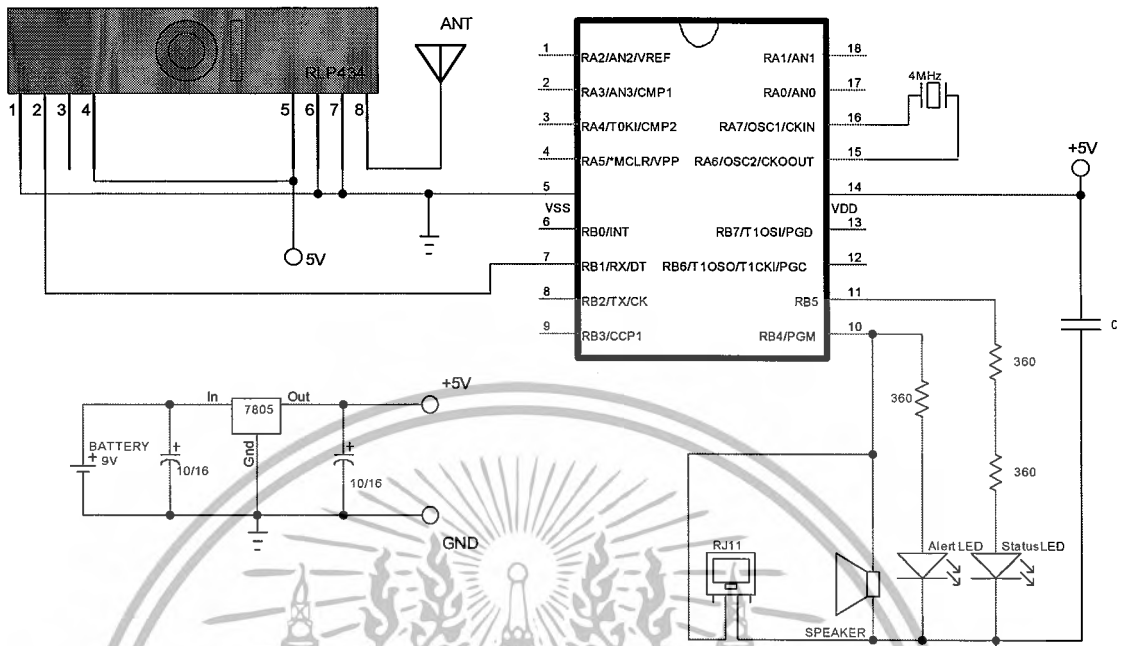 ANT
RLP434
1 2 3 4 5 6 7 8
5V
1 RA2/AN2/VREF RA1/AN1 18
2 RA3/AN3/CMP1 RA0/AN0 17
3 RA4/T0KI/CMP2 RA7/OSC1/CKIN 16
4 RA5/*MCLR/VPP RA6/OSC2/CKOOUT 15
5 VSS VDD 14
6 RB0/INT RB7/T1OSI/PGD 13
7 RB1/RX/DT RB6/T1OSO/T1CKI/PGC 12
8 RB2/TX/CK RB5 11
9 RB3/CCP1 RB4/PGM 10
4MHz
+5V
C
360
360
360
In 7805 Out
Gnd
+5V
BATTERY
+ 9V
+
10/16
+
10/16
GND
RJ11
SPEAKER
Alert LED
Status LED